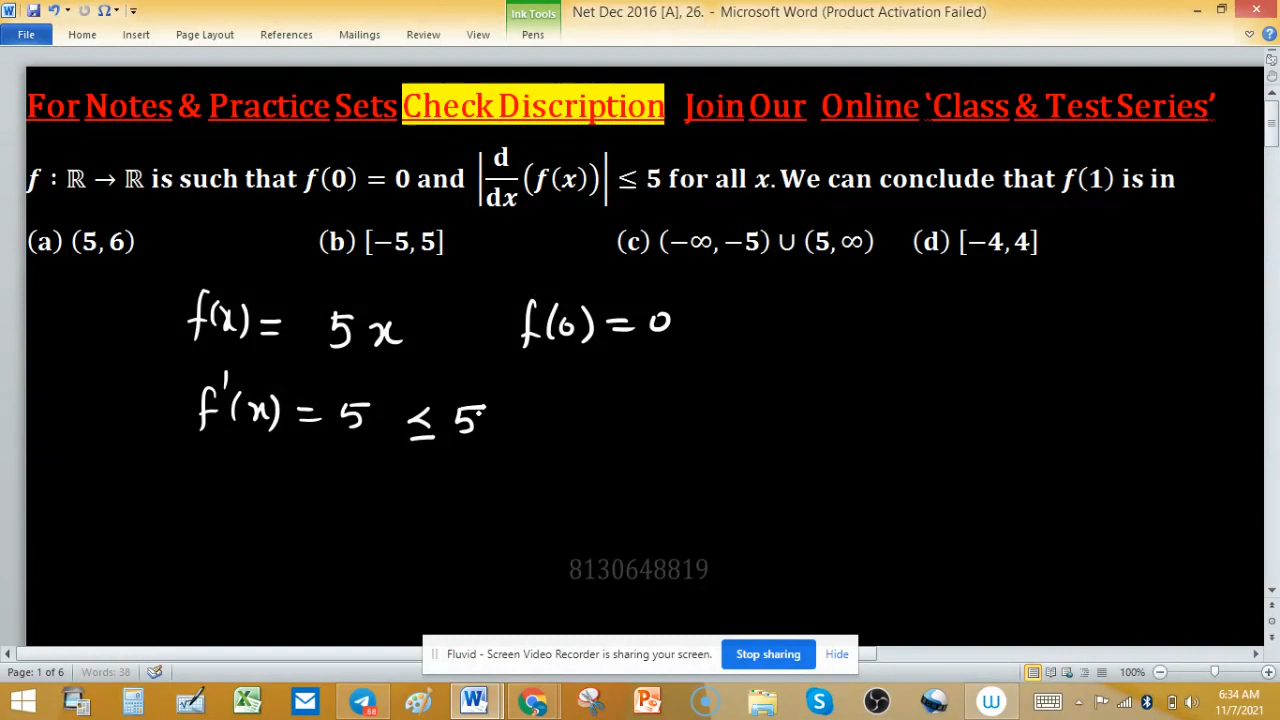 Ink Tools
Net Dec 2016 [A], 26. - Microsoft Word (Product Activation Failed)
File Home Insert Page Layout References Mailings Review View Pens
For Notes & Practice Sets Check Discription Join Our Online 'Class & Test Series'
f : ℝ → ℝ is such that f(0) = 0 and |d/dx (f(x))| ≤ 5 for all x. We can conclude that f(1) is in
(a) (5, 6) (b) [−5, 5] (c) (−∞, −5) ∪ (5, ∞) (d) [−4, 4]
f(x) = 5x f(0) = 0
f'(x) = 5 ≤ 5
8130648819
Fluvid - Screen Video Recorder is sharing your screen. Stop sharing Hide
Page: 1 of 6 Words: 38 100%
68
6:34 AM
11/7/2021